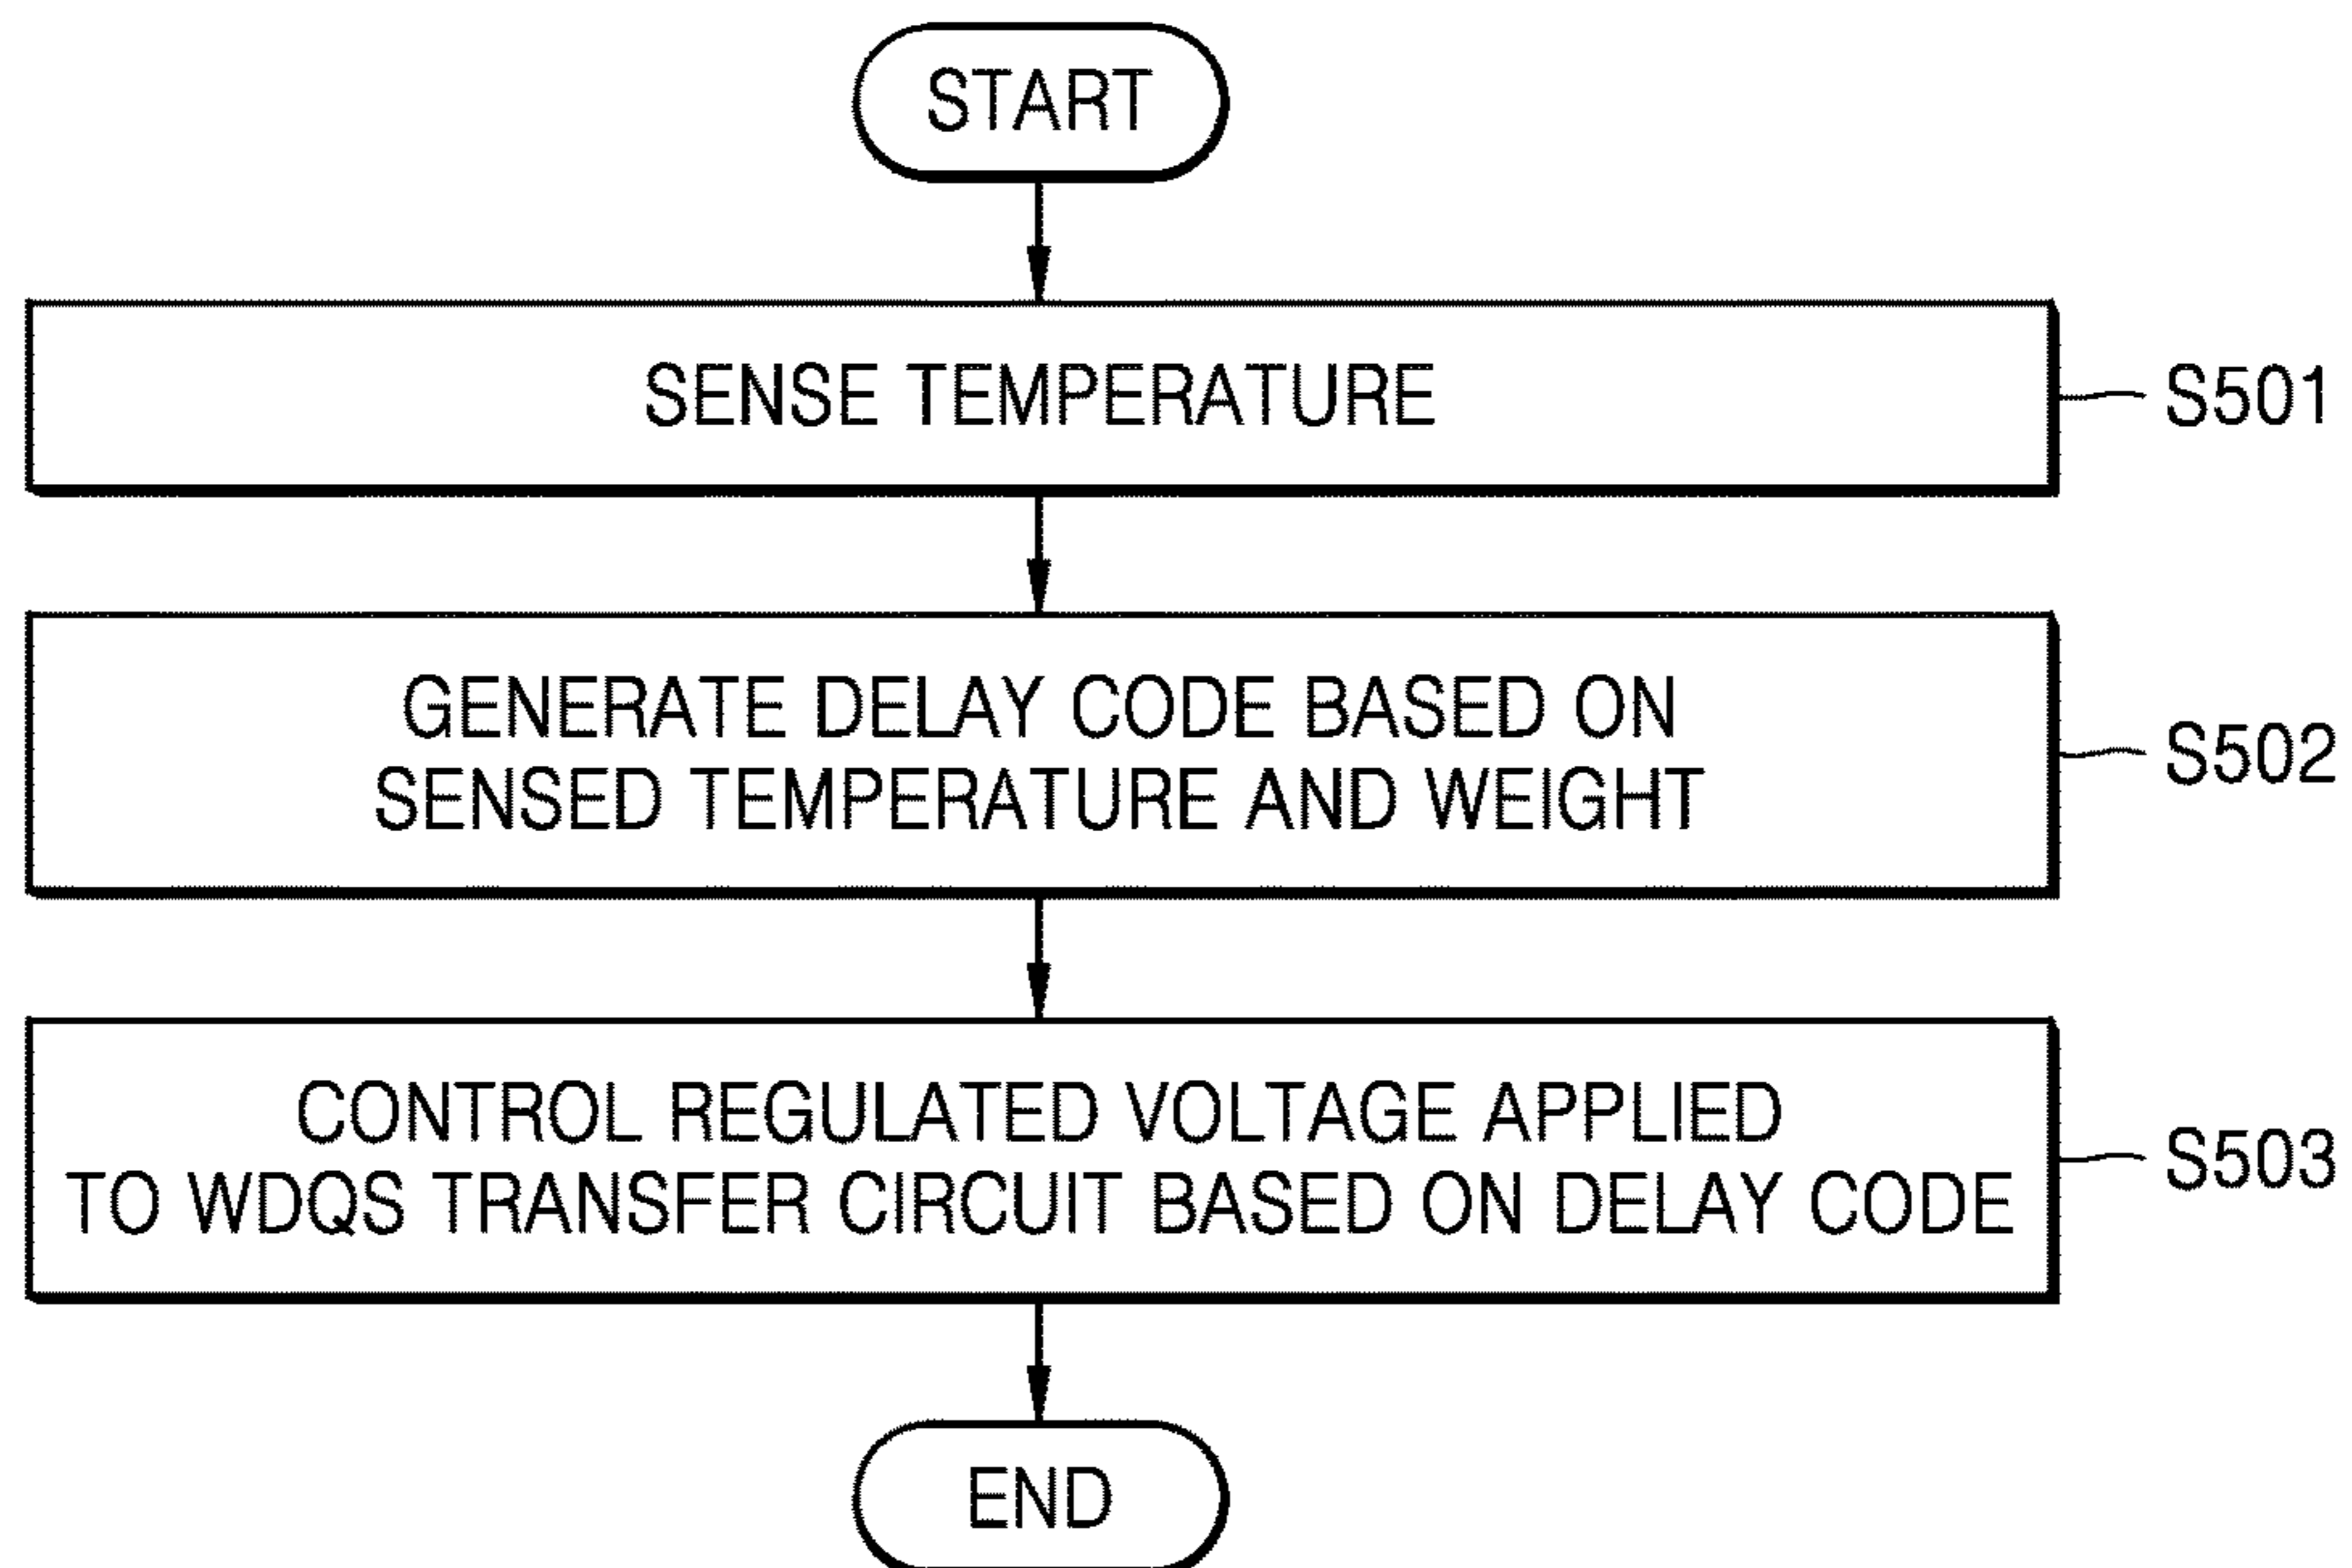 START
SENSE TEMPERATURE
S501
GENERATE DELAY CODE BASED ON
SENSED TEMPERATURE AND WEIGHT
S502
CONTROL REGULATED VOLTAGE APPLIED
TO WDQS TRANSFER CIRCUIT BASED ON DELAY CODE
S503
END